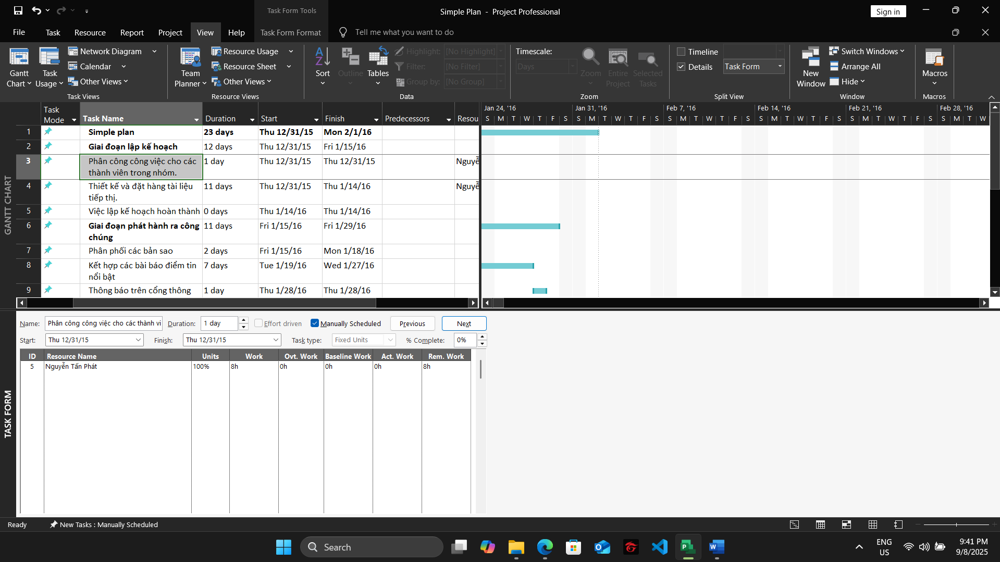 Task Form Tools
Simple Plan - Project Professional
Sign in
File Task Resource Report Project View Help Task Form Format Tell me what you want to do
Gantt Chart
Task Usage
Network Diagram
Calendar
Other Views
Task Views
Team Planner
Resource Usage
Resource Sheet
Other Views
Resource Views
Sort
Outline
Tables
Highlight: [No Highlight]
Filter: [No Filter]
Group by: [No Group]
Data
Timescale:
Days
Zoom
Entire Project
Selected Tasks
Zoom
Timeline
Details Task Form
Split View
New Window
Switch Windows
Arrange All
Hide
Window
Macros
Macros
GANTT CHART
Task Mode Task Name Duration Start Finish Predecessors Resou
1 Simple plan 23 days Thu 12/31/15 Mon 2/1/16
2 Giai đoạn lập kế hoạch 12 days Thu 12/31/15 Fri 1/15/16
3 Phân công công việc cho các 1 day Thu 12/31/15 Thu 12/31/15 Nguyễ
thành viên trong nhóm.
4 Thiết kế và đặt hàng tài liệu 11 days Thu 12/31/15 Thu 1/14/16 Nguyễ
tiếp thị.
5 Việc lập kế hoạch hoàn thành 0 days Thu 1/14/16 Thu 1/14/16
6 Giai đoạn phát hành ra công 11 days Fri 1/15/16 Fri 1/29/16
chúng
7 Phân phối các bản sao 2 days Fri 1/15/16 Mon 1/18/16
8 Kết hợp các bài báo điểm tin 7 days Tue 1/19/16 Wed 1/27/16
nổi bật
9 Thông báo trên cổng thông 1 day Thu 1/28/16 Thu 1/28/16
Jan 24, '16 Jan 31, '16 Feb 7, '16 Feb 14, '16 Feb 21, '16 Feb 28, '16
S M T W T F S S M T W T F S S M T W T F S S M T W T F S S M T W T F S S M T W
TASK FORM
Name: Phân công công việc cho các thành vi Duration: 1 day Effort driven Manually Scheduled Previous Next
Start: Thu 12/31/15 Finish: Thu 12/31/15 Task type: Fixed Units % Complete: 0%
ID Resource Name Units Work Ovt. Work Baseline Work Act. Work Rem. Work
5 Nguyễn Tấn Phát 100% 8h 0h 0h 0h 8h
Ready New Tasks : Manually Scheduled
Search
ENG
US
9:41 PM
9/8/2025